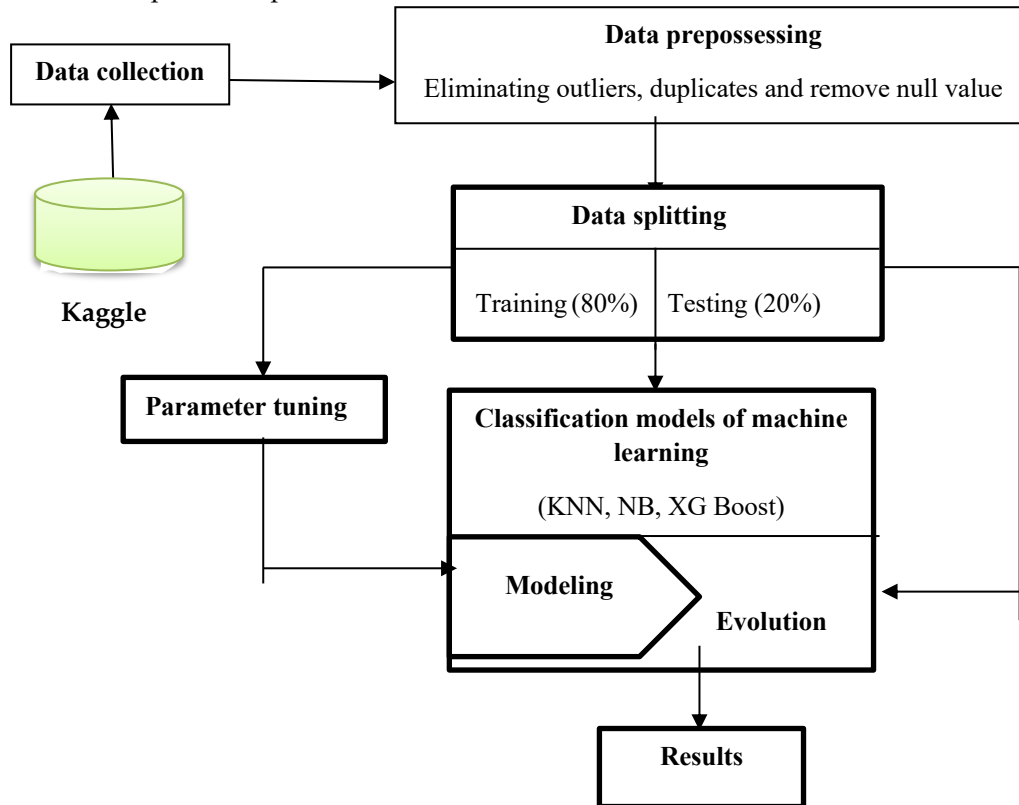 Data prepossessing
Data collection
Eliminating outliers, duplicates and remove null value
Data splitting
Training (80%)
Testing (20%)
Kaggle
Parameter tuning
Classification models of machine
learning
(KNN, NB, XG Boost)
Modeling
Evolution
Results